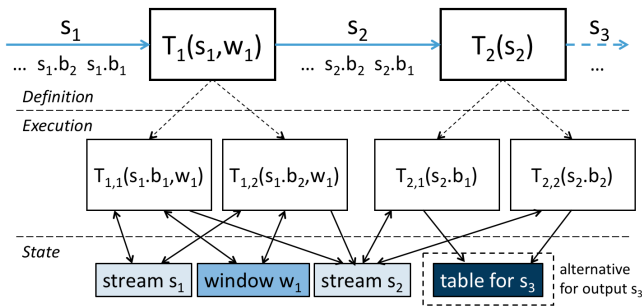 s₁ T₁(s₁,w₁) s₂ T₂(s₂) s₃
... s₁.b₂ s₁.b₁ ... s₂.b₂ s₂.b₁ ...
Definition
Execution
T₁,₁(s₁.b₁,w₁) T₁,₂(s₁.b₂,w₁) T₂,₁(s₂.b₁) T₂,₂(s₂.b₂)
State
stream s₁ window w₁ stream s₂ table for s₃ alternative
for output s₃